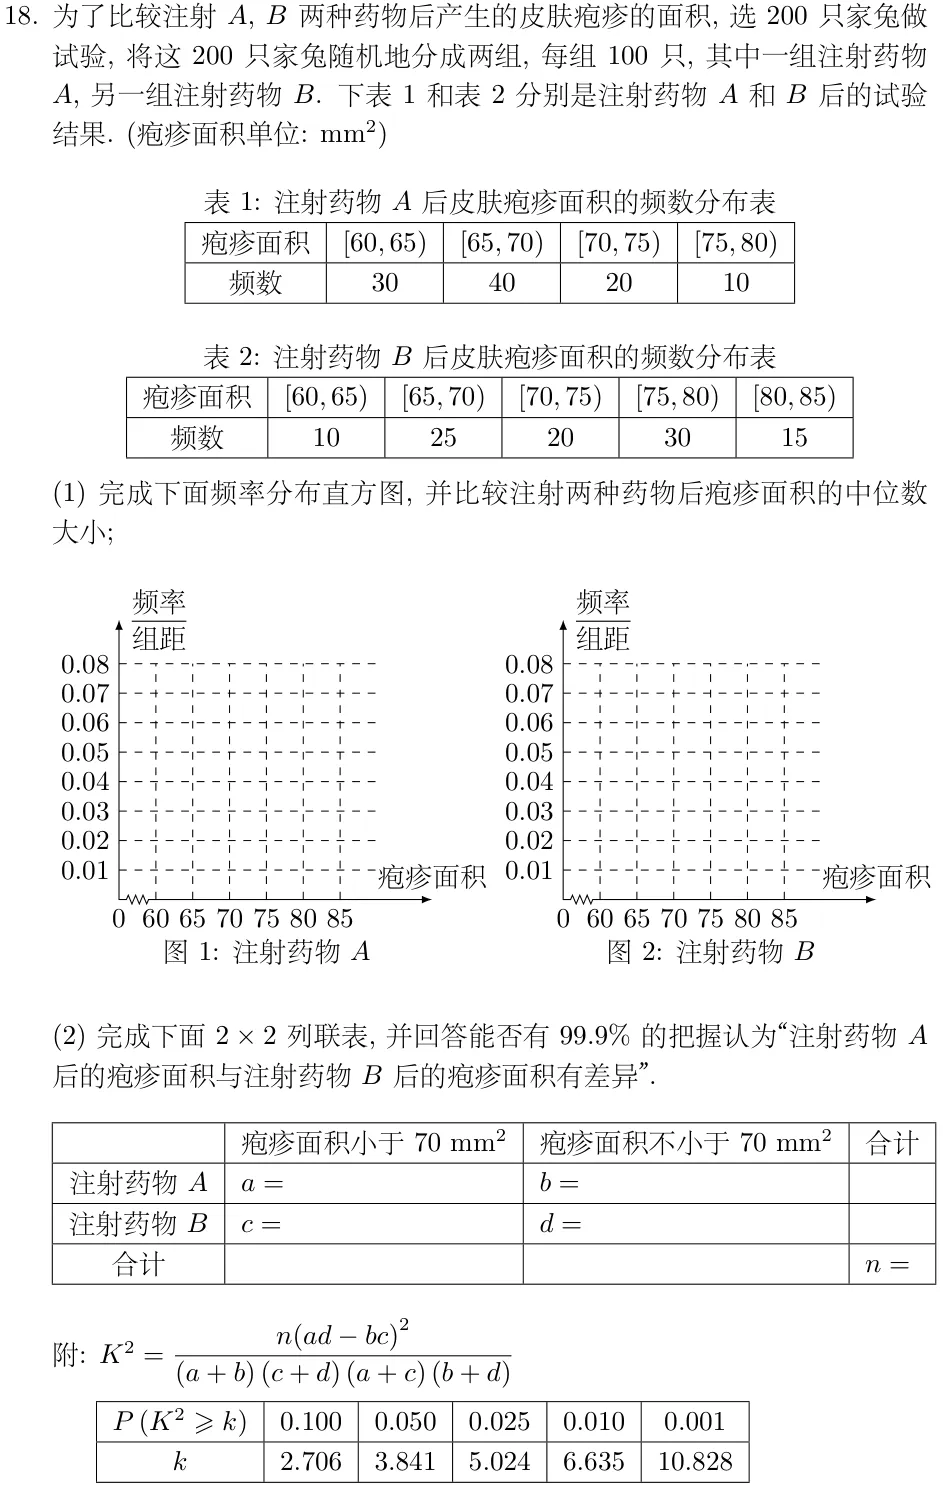 18. 为了比较注射 A, B 两种药物后产生的皮肤疱疹的面积, 选 200 只家兔做
试验, 将这 200 只家兔随机地分成两组, 每组 100 只, 其中一组注射药物
A, 另一组注射药物 B. 下表 1 和表 2 分别是注射药物 A 和 B 后的试验
结果. (疱疹面积单位: mm²)
表 1: 注射药物 A 后皮肤疱疹面积的频数分布表
疱疹面积 [60, 65) [65, 70) [70, 75) [75, 80)
频数 30 40 20 10
表 2: 注射药物 B 后皮肤疱疹面积的频数分布表
疱疹面积 [60, 65) [65, 70) [70, 75) [75, 80) [80, 85)
频数 10 25 20 30 15
(1) 完成下面频率分布直方图, 并比较注射两种药物后疱疹面积的中位数
大小;
频率
组距
0.08
0.07
0.06
0.05
0.04
0.03
0.02
0.01
疱疹面积
0 60 65 70 75 80 85
图 1: 注射药物 A
频率
组距
0.08
0.07
0.06
0.05
0.04
0.03
0.02
0.01
疱疹面积
0 60 65 70 75 80 85
图 2: 注射药物 B
(2) 完成下面 2 × 2 列联表, 并回答能否有 99.9% 的把握认为“注射药物 A
后的疱疹面积与注射药物 B 后的疱疹面积有差异”.
疱疹面积小于 70 mm² 疱疹面积不小于 70 mm² 合计
注射药物 A a = b =
注射药物 B c = d =
合计 n =
附: K² = n(ad − bc)² / (a + b) (c + d) (a + c) (b + d)
P (K² ⩾ k) 0.100 0.050 0.025 0.010 0.001
k 2.706 3.841 5.024 6.635 10.828